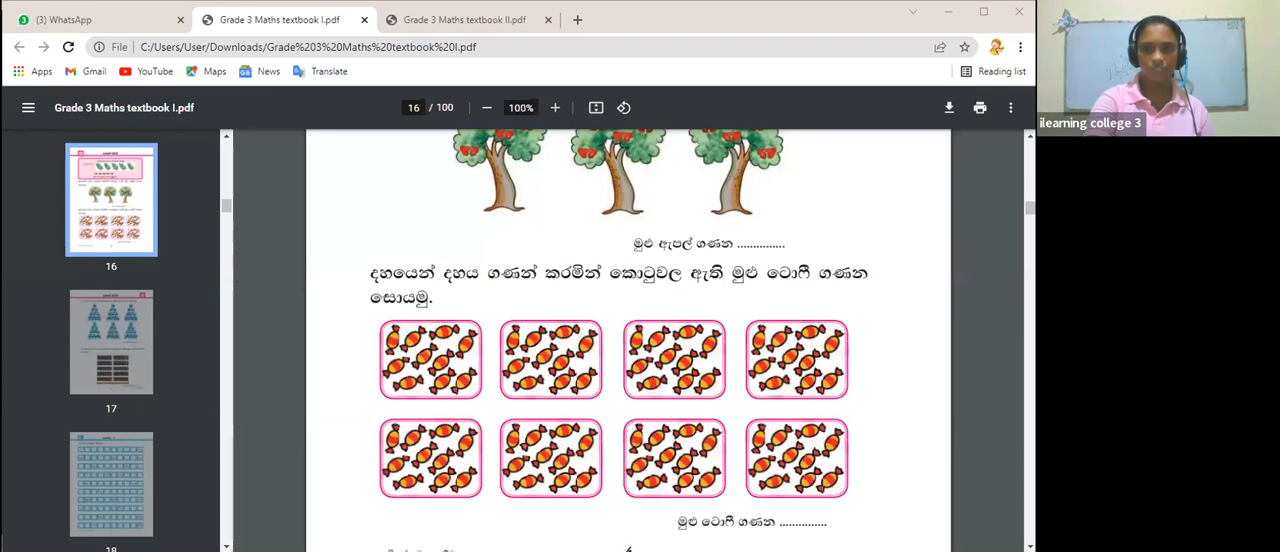 (3) WhatsApp
Grade 3 Maths textbook I.pdf
Grade 3 Maths textbook II.pdf
File
C:/Users/User/Downloads/Grade%203%20Maths%20textbook%20I.pdf
Apps
Gmail
YouTube
Maps
News
Translate
Reading list
Grade 3 Maths textbook I.pdf
16 / 100
100%
ilearning college 3
16
17
18
මුළු ඇපල් ගණන ..............
දහයෙන් දහය ගණන් කරමින් කොටුවල ඇති මුළු ටොෆී ගණන
සොයමු.
මුළු ටොෆී ගණන ..............